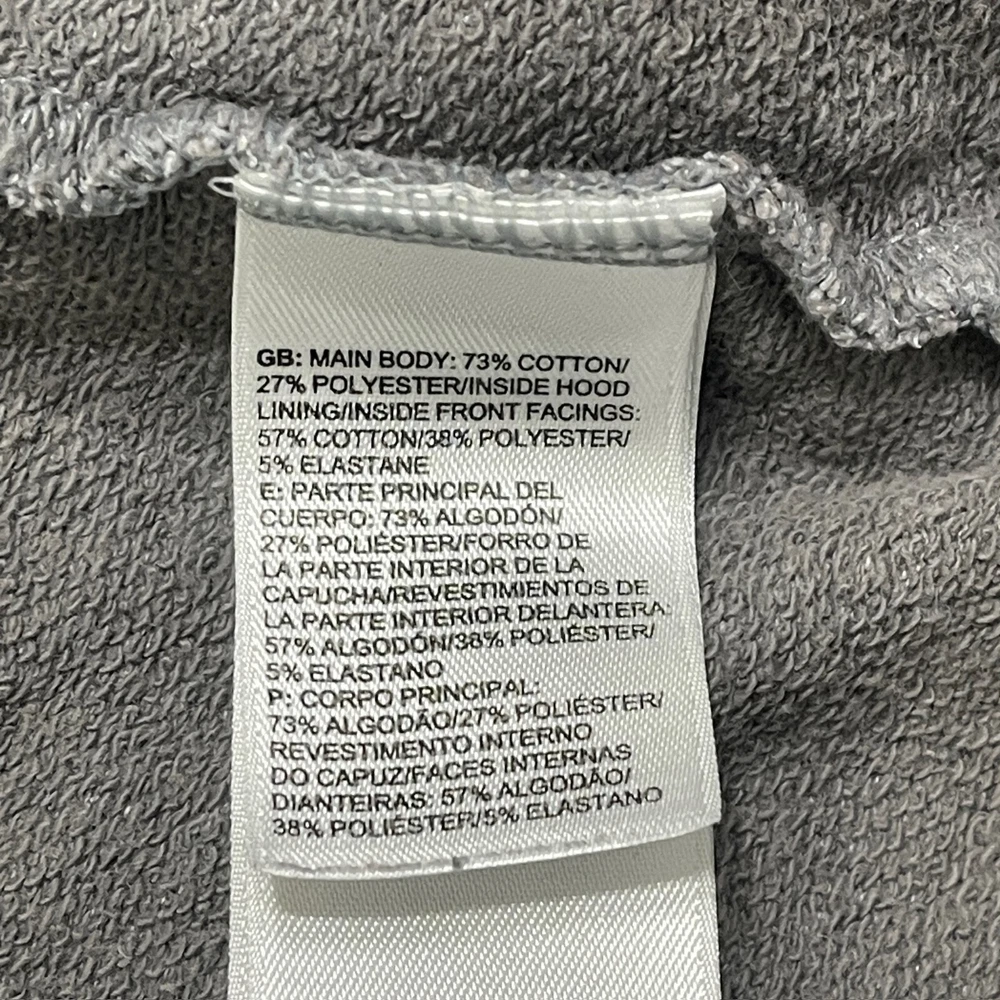 GB: MAIN BODY: 73% COTTON/
27% POLYESTER/INSIDE HOOD
LINING/INSIDE FRONT FACINGS:
57% COTTON/38% POLYESTER/
5% ELASTANE
E: PARTE PRINCIPAL DEL
CUERPO: 73% ALGODÓN/
27% POLIÉSTER/FORRO DE
LA PARTE INTERIOR DE LA
CAPUCHA/REVESTIMIENTOS DE
LA PARTE INTERIOR DELANTERA:
57% ALGODÓN/38% POLIÉSTER/
5% ELASTANO
P: CORPO PRINCIPAL:
73% ALGODÃO/27% POLIÉSTER/
REVESTIMENTO INTERNO
DO CAPUZ/FACES INTERNAS
DIANTEIRAS: 57% ALGODÃO/
38% POLIÉSTER/5% ELASTANO